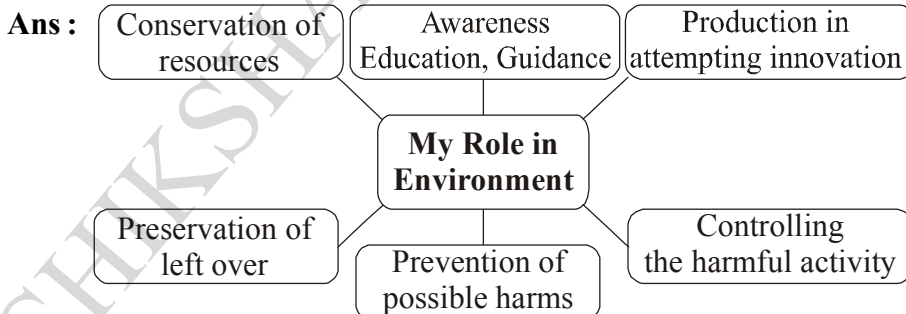 Ans :
Conservation of
resources
Awareness
Education, Guidance
Production in
attempting innovation
My Role in
Environment
Preservation of
left over
Prevention of
possible harms
Controlling
the harmful activity
SHIKSHA